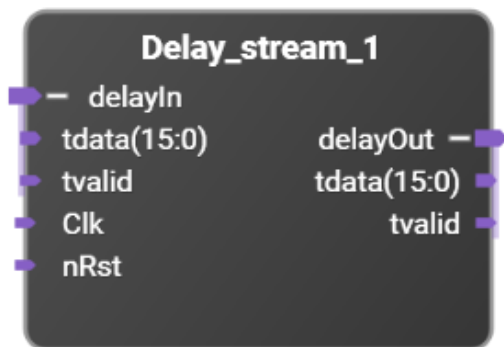 Delay_stream_1
delayIn
tdata(15:0)
tvalid
Clk
nRst
delayOut
tdata(15:0)
tvalid